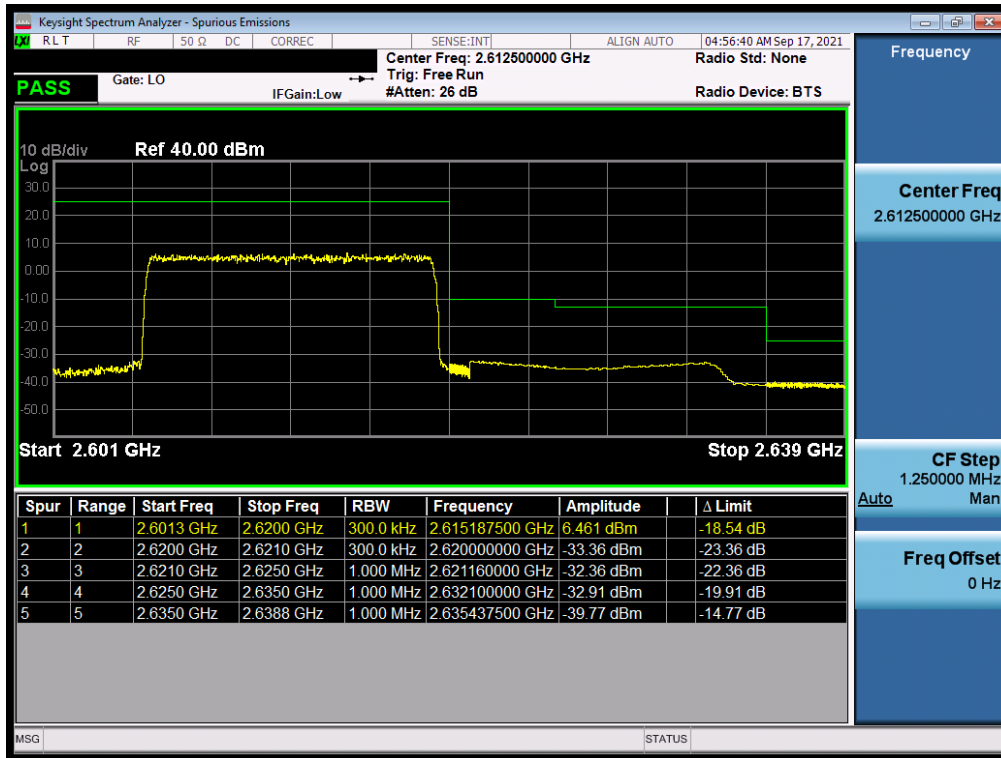 Keysight Spectrum Analyzer - Spurious Emissions
LXI RLT RF 50 Ω DC CORREC SENSE:INT ALIGN AUTO 04:56:40 AM Sep 17, 2021
Center Freq: 2.612500000 GHz Radio Std: None
Gate: LO Trig: Free Run
PASS IFGain:Low #Atten: 26 dB Radio Device: BTS
10 dB/div Ref 40.00 dBm
Log
30.0
20.0
10.0
0.00
-10.0
-20.0
-30.0
-40.0
-50.0
Start 2.601 GHz Stop 2.639 GHz
Spur Range Start Freq Stop Freq RBW Frequency Amplitude Δ Limit
1 1 2.6013 GHz 2.6200 GHz 300.0 kHz 2.615187500 GHz 6.461 dBm -18.54 dB
2 2 2.6200 GHz 2.6210 GHz 300.0 kHz 2.620000000 GHz -33.36 dBm -23.36 dB
3 3 2.6210 GHz 2.6250 GHz 1.000 MHz 2.621160000 GHz -32.36 dBm -22.36 dB
4 4 2.6250 GHz 2.6350 GHz 1.000 MHz 2.632100000 GHz -32.91 dBm -19.91 dB
5 5 2.6350 GHz 2.6388 GHz 1.000 MHz 2.635437500 GHz -39.77 dBm -14.77 dB
MSG STATUS
Frequency
Center Freq
2.612500000 GHz
CF Step
1.250000 MHz
Auto Man
Freq Offset
0 Hz